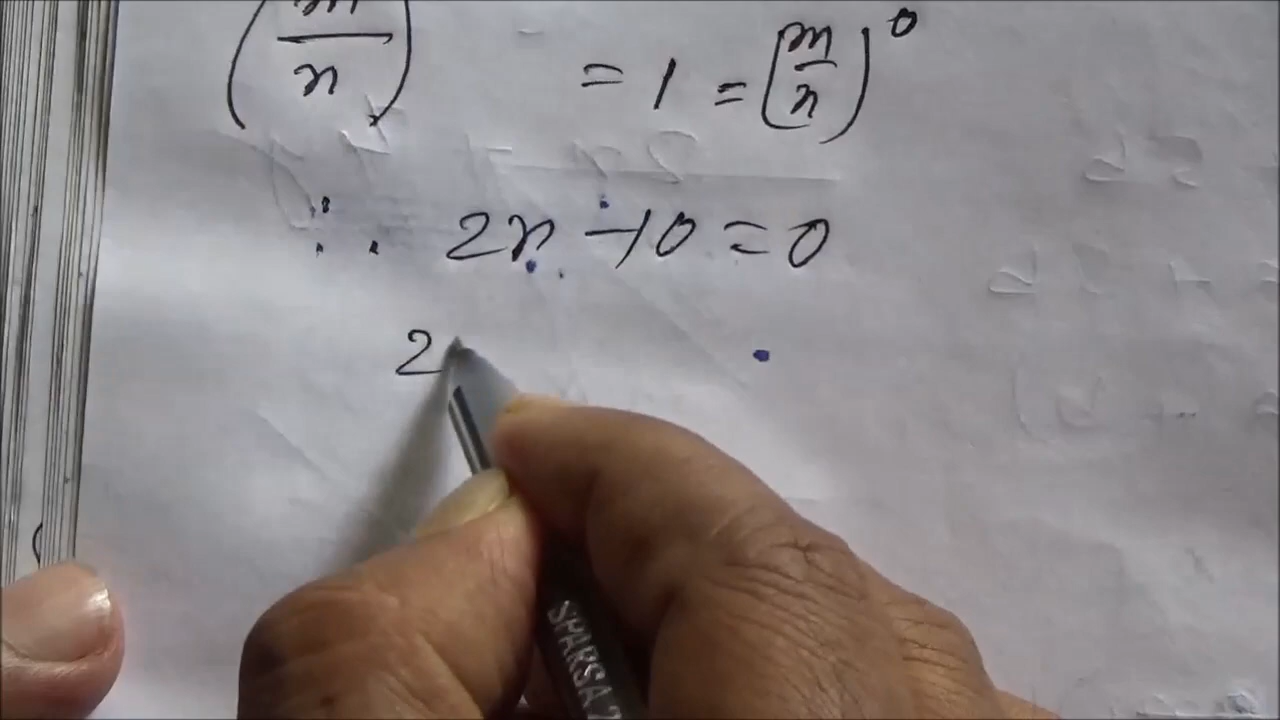 (m/n) = 1 = (m/n)^0
∴ 2x - 10 = 0
2
SPARSA